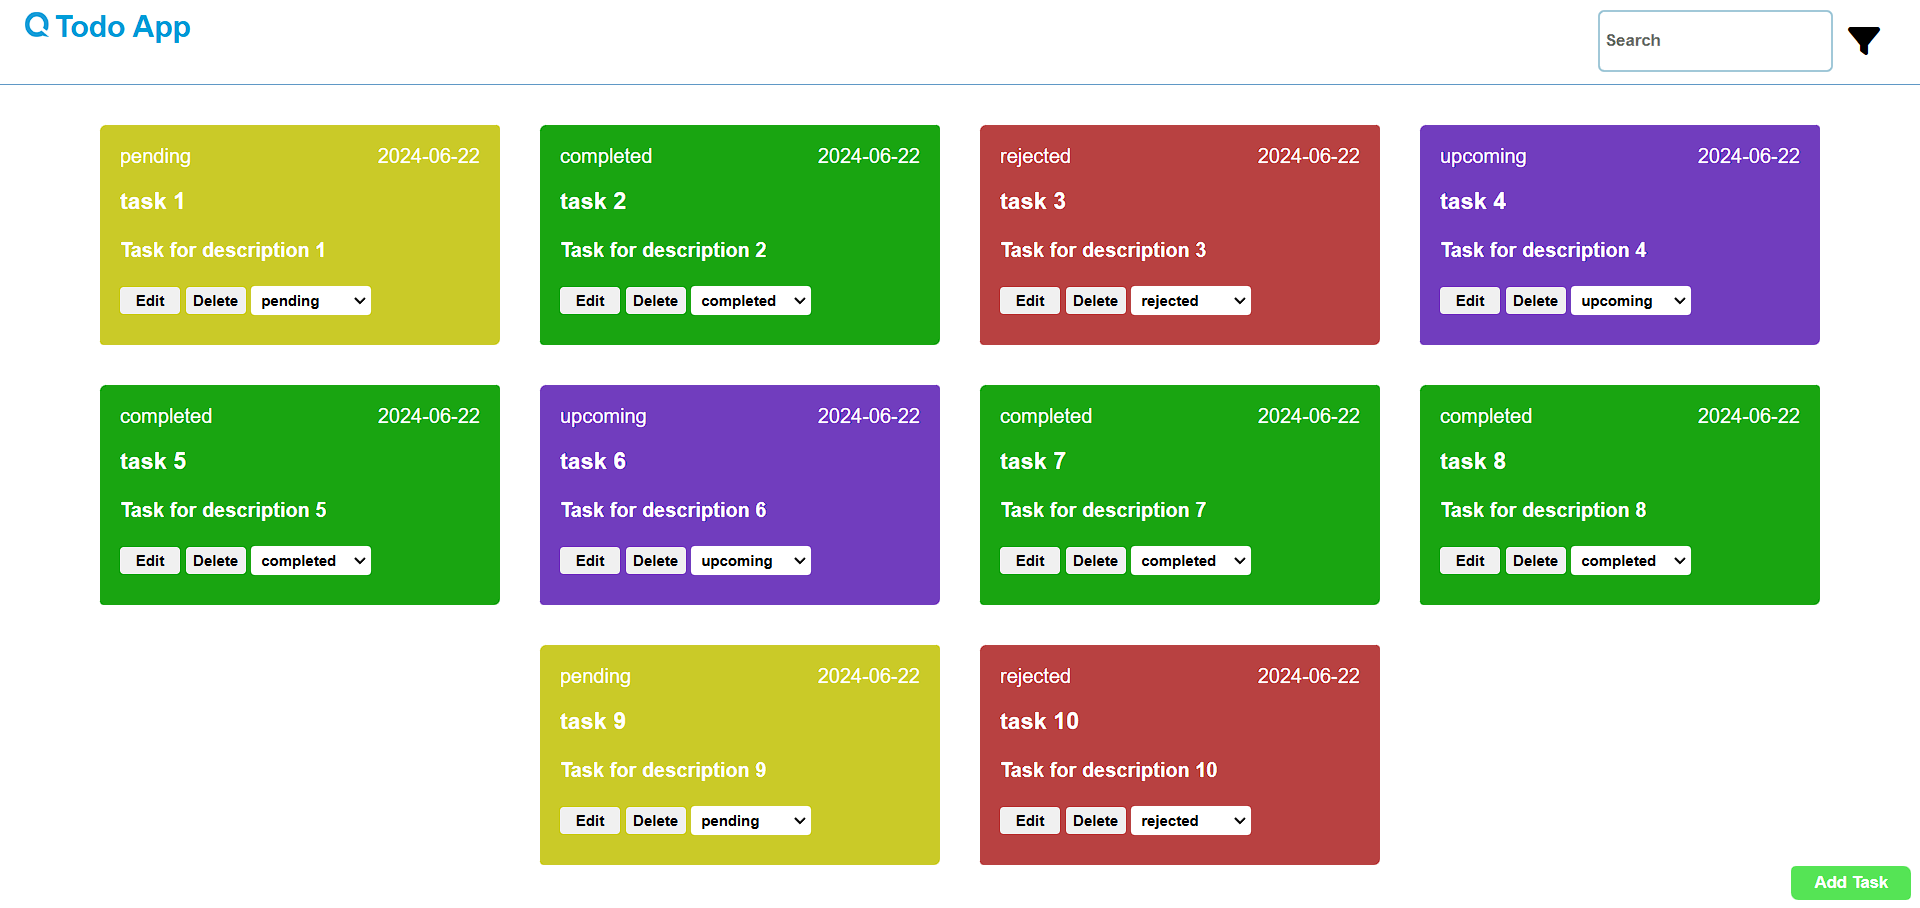 Todo App
Search
pending 2024-06-22
task 1
Task for description 1
Edit Delete pending
completed 2024-06-22
task 2
Task for description 2
Edit Delete completed
rejected 2024-06-22
task 3
Task for description 3
Edit Delete rejected
upcoming 2024-06-22
task 4
Task for description 4
Edit Delete upcoming
completed 2024-06-22
task 5
Task for description 5
Edit Delete completed
upcoming 2024-06-22
task 6
Task for description 6
Edit Delete upcoming
completed 2024-06-22
task 7
Task for description 7
Edit Delete completed
completed 2024-06-22
task 8
Task for description 8
Edit Delete completed
pending 2024-06-22
task 9
Task for description 9
Edit Delete pending
rejected 2024-06-22
task 10
Task for description 10
Edit Delete rejected
Add Task